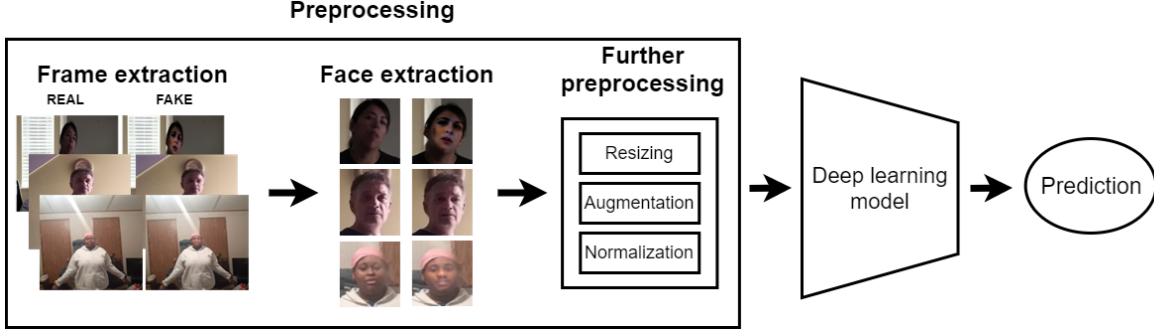 Preprocessing
Frame extraction
REAL FAKE
Face extraction
Further
preprocessing
Resizing
Augmentation
Normalization
Deep learning
model
Prediction